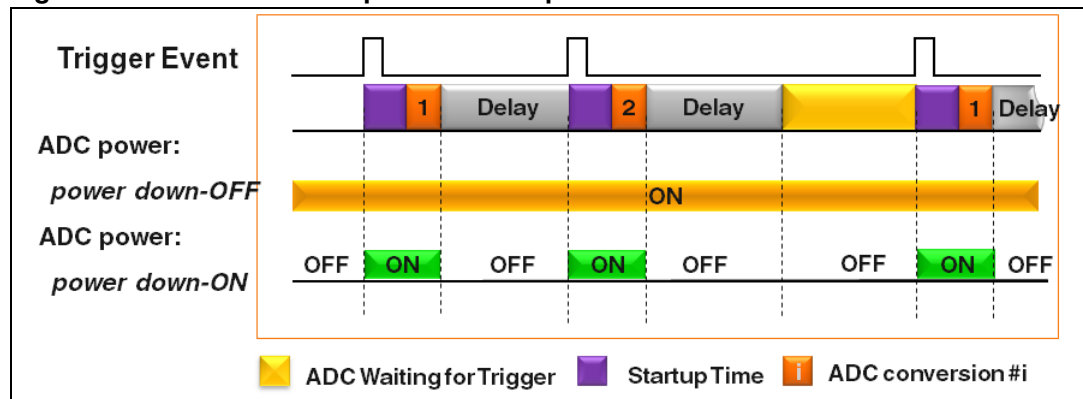 Trigger Event
1 Delay 2 Delay 1 Delay
ADC power:
power down-OFF
ON
ADC power:
power down-ON
OFF ON OFF ON OFF OFF ON OFF
ADC Waiting for Trigger Startup Time i ADC conversion #i